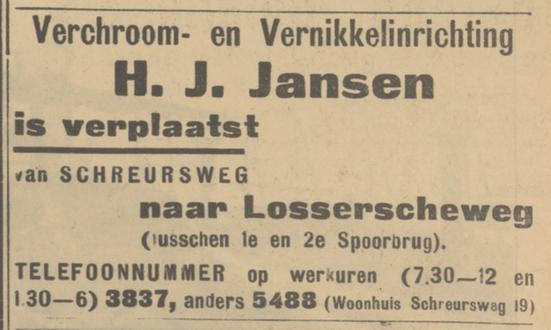 Verchroom- en Vernikkelinrichting
H. J. Jansen
is verplaatst
van SCHREURSWEG
naar Losserscheweg
(tusschen 1e en 2e Spoorbrug).
TELEFOONNUMMER op werkuren (7.30—12 en
1.30—6) 3837, anders 5488 (Woonhuis Schreursweg 19)